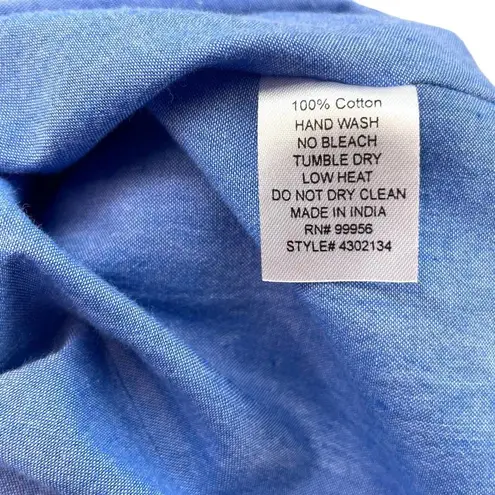 100% Cotton
HAND WASH
NO BLEACH
TUMBLE DRY
LOW HEAT
DO NOT DRY CLEAN
MADE IN INDIA
RN# 99956
STYLE# 4302134